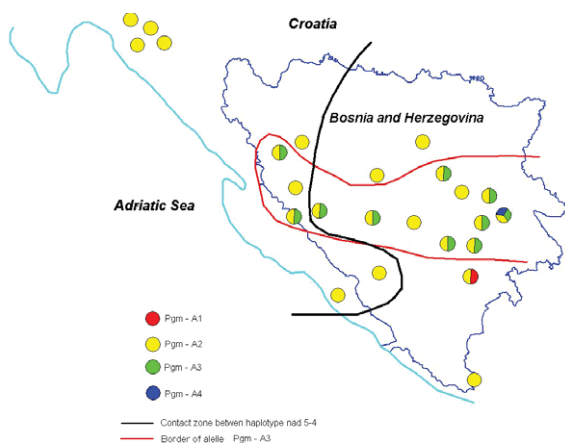 Croatia
Bosnia and Herzegovina
Adriatic Sea
Pgm - A1
Pgm - A2
Pgm - A3
Pgm - A4
Contact zone betwen haplotype nad 5-4
Border of alelle Pgm - A3